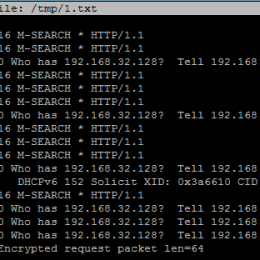 ile: /tmp/1.txt
16 M-SEARCH * HTTP/1.1
0 Who has 192.168.32.128? Tell 192.168
16 M-SEARCH * HTTP/1.1
16 M-SEARCH * HTTP/1.1
16 M-SEARCH * HTTP/1.1
0 Who has 192.168.32.128? Tell 192.168
16 M-SEARCH * HTTP/1.1
16 M-SEARCH * HTTP/1.1
16 M-SEARCH * HTTP/1.1
0 Who has 192.168.32.128? Tell 192.168
DHCPv6 152 Solicit XID: 0x3a6610 CID
16 M-SEARCH * HTTP/1.1
0 Who has 192.168.32.128? Tell 192.168
0 Who has 192.168.32.128? Tell 192.168
0 Who has 192.168.32.128? Tell 192.168
Encrypted request packet len=64